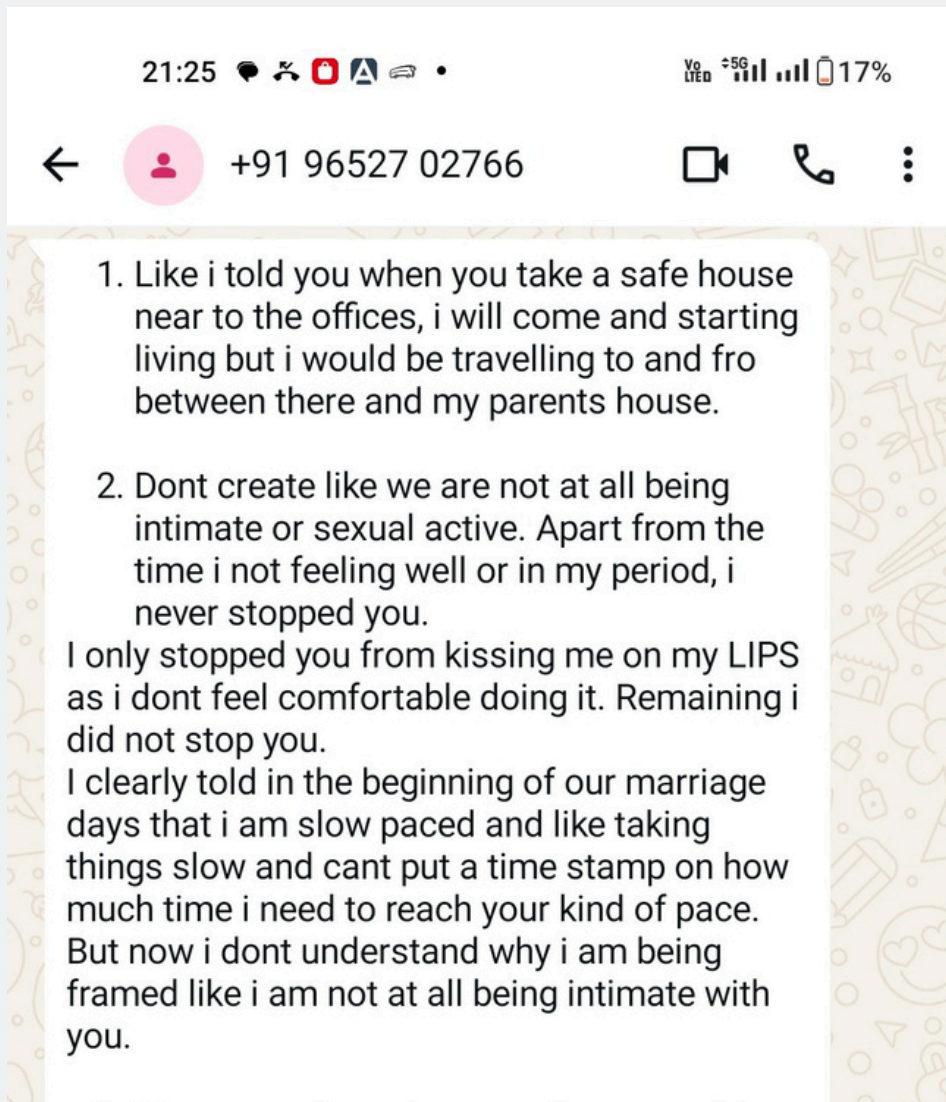 21:25 Vo LTED 5G 17%
+91 96527 02766
1. Like i told you when you take a safe house
near to the offices, i will come and starting
living but i would be travelling to and fro
between there and my parents house.
2. Dont create like we are not at all being
intimate or sexual active. Apart from the
time i not feeling well or in my period, i
never stopped you.
I only stopped you from kissing me on my LIPS
as i dont feel comfortable doing it. Remaining i
did not stop you.
I clearly told in the beginning of our marriage
days that i am slow paced and like taking
things slow and cant put a time stamp on how
much time i need to reach your kind of pace.
But now i dont understand why i am being
framed like i am not at all being intimate with
you.